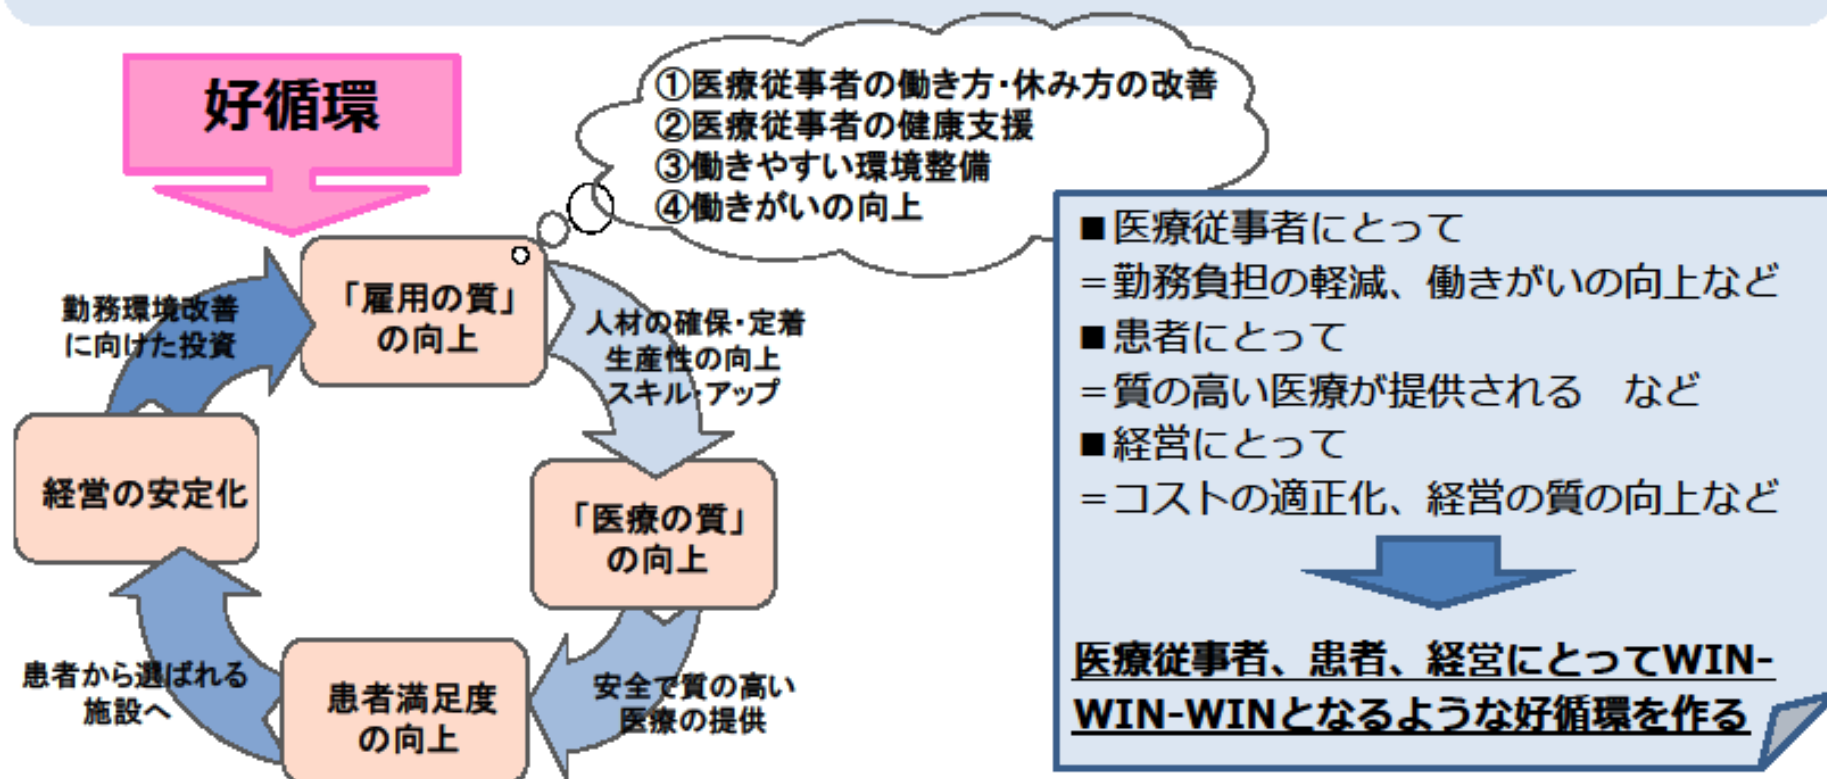 好循環
①医療従事者の働き方・休み方の改善
②医療従事者の健康支援
③働きやすい環境整備
④働きがいの向上
「雇用の質」
の向上
人材の確保・定着
生産性の向上
スキル・アップ
「医療の質」
の向上
安全で質の高い
医療の提供
患者満足度
の向上
患者から選ばれる
施設へ
経営の安定化
勤務環境改善
に向けた投資
■医療従事者にとって
＝勤務負担の軽減、働きがいの向上など
■患者にとって
＝質の高い医療が提供される　など
■経営にとって
＝コストの適正化、経営の質の向上など
医療従事者、患者、経営にとってWIN-
WIN-WINとなるような好循環を作る